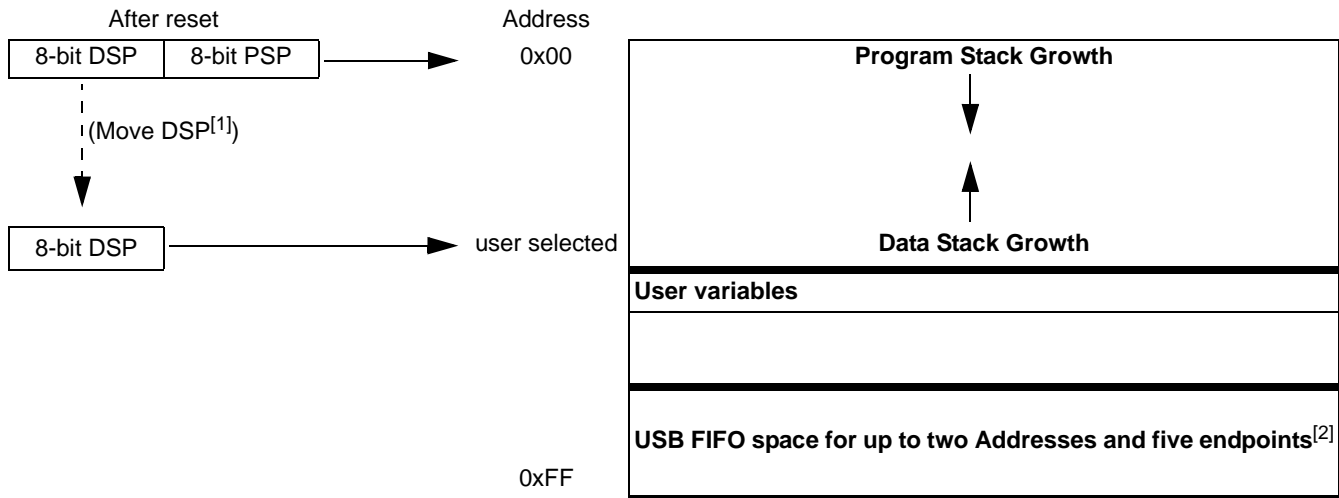 After reset
Address
8-bit DSP 8-bit PSP
0x00
Program Stack Growth
(Move DSP[1])
8-bit DSP
user selected
Data Stack Growth
User variables
USB FIFO space for up to two Addresses and five endpoints[2]
0xFF